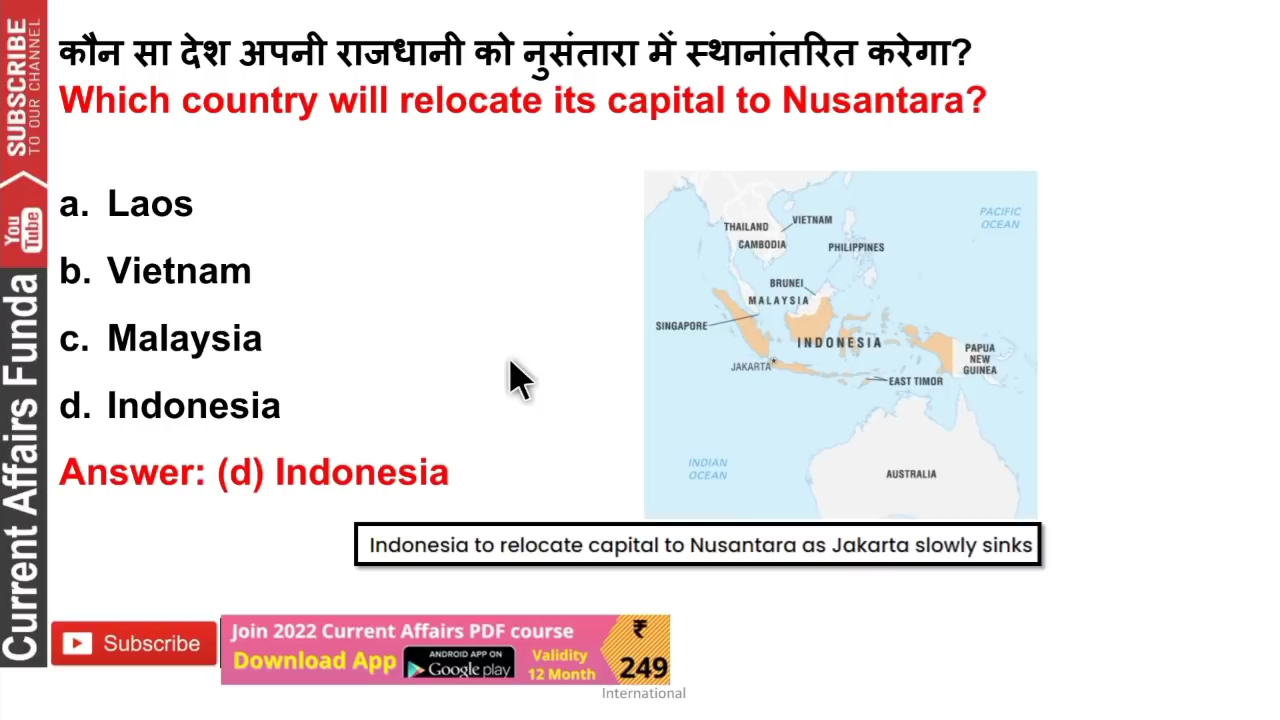 कौन सा देश अपनी राजधानी को नुसंतारा में स्थानांतरित करेगा?
Which country will relocate its capital to Nusantara?
a. Laos
b. Vietnam
c. Malaysia
d. Indonesia
Answer: (d) Indonesia
PACIFIC
OCEAN
THAILAND
VIETNAM
CAMBODIA
PHILIPPINES
BRUNEI
MALAYSIA
SINGAPORE
INDONESIA
PAPUA
NEW
GUINEA
JAKARTA
EAST TIMOR
INDIAN
OCEAN
AUSTRALIA
Indonesia to relocate capital to Nusantara as Jakarta slowly sinks
SUBSCRIBE
TO OUR CHANNEL
You
Tube
Current Affairs Funda
Subscribe
Join 2022 Current Affairs PDF course
Download App
ANDROID APP ON
Google play
Validity
12 Month
₹
249
International